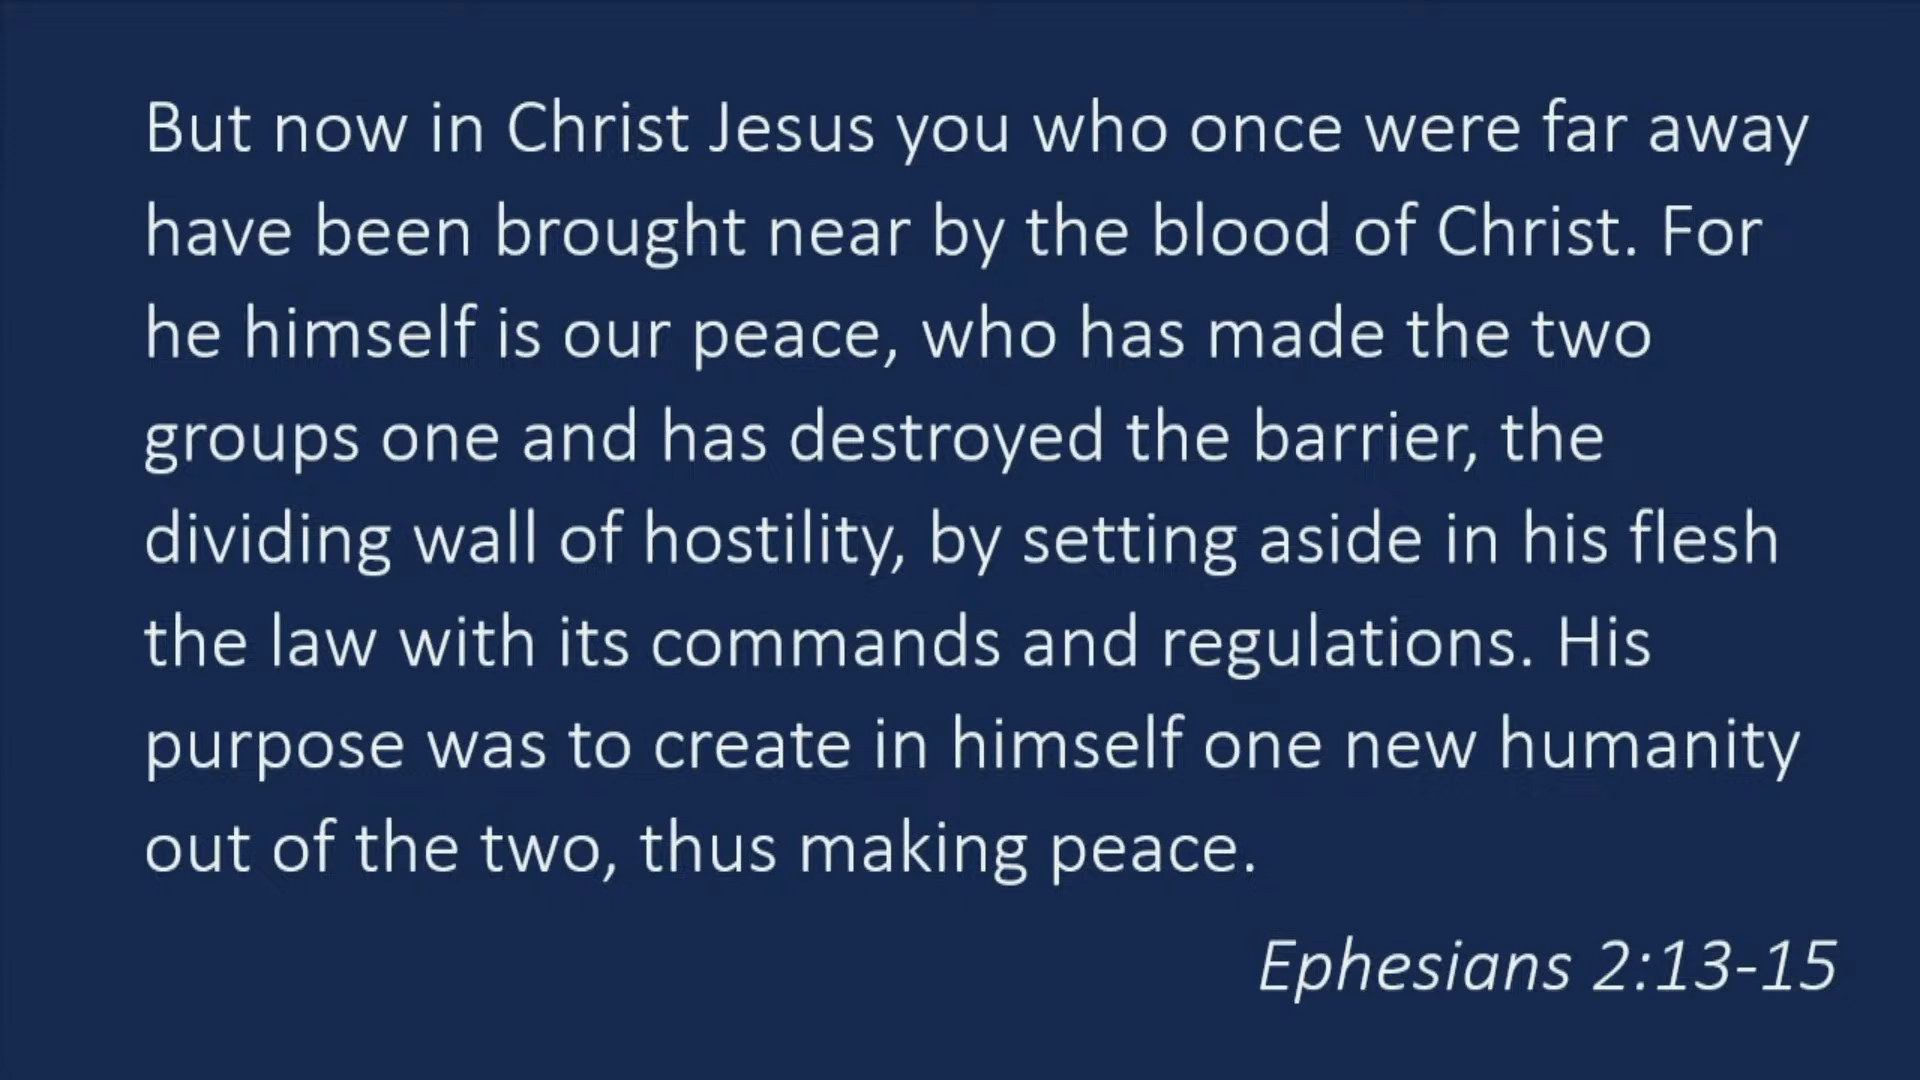 But now in Christ Jesus you who once were far away
have been brought near by the blood of Christ. For
he himself is our peace, who has made the two
groups one and has destroyed the barrier, the
dividing wall of hostility, by setting aside in his flesh
the law with its commands and regulations. His
purpose was to create in himself one new humanity
out of the two, thus making peace.
Ephesians 2:13-15